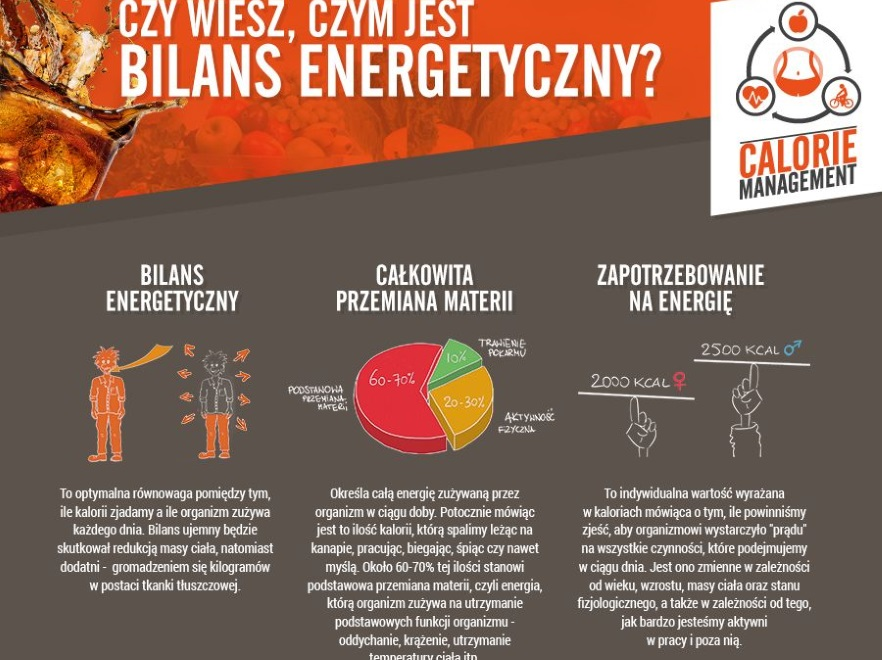 CZY WIESZ, CZYM JEST
BILANS ENERGETYCZNY?
CALORIE
MANAGEMENT
BILANS
ENERGETYCZNY
To optymalna równowaga pomiędzy tym,
ile kalorii zjadamy a ile organizm zużywa
każdego dnia. Bilans ujemny będzie
skutkował redukcją masy ciała, natomiast
dodatni - gromadzeniem się kilogramów
w postaci tkanki tłuszczowej.
CAŁKOWITA
PRZEMIANA MATERII
TRAWIENIE
POKARMU
10%
60-70%
PODSTAWOWA
PRZEMIANA
MATERII
20-30%
AKTYWNOŚĆ
FIZYCZNA
Określa całą energię zużywaną przez
organizm w ciągu doby. Potocznie mówiąc
jest to ilość kalorii, którą spalimy leżąc na
kanapie, pracując, biegając, śpiąc czy nawet
myślą. Około 60-70% tej ilości stanowi
podstawowa przemiana materii, czyli energia,
którą organizm zużywa na utrzymanie
podstawowych funkcji organizmu -
oddychanie, krążenie, utrzymanie
temperatury ciała itp.
ZAPOTRZEBOWANIE
NA ENERGIĘ
2500 KCAL ♂
2000 KCAL ♀
To indywidualna wartość wyrażana
w kaloriach mówiąca o tym, ile powinniśmy
zjeść, aby organizmowi wystarczyło "prądu"
na wszystkie czynności, które podejmujemy
w ciągu dnia. Jest ono zmienne w zależności
od wieku, wzrostu, masy ciała oraz stanu
fizjologicznego, a także w zależności od tego,
jak bardzo jesteśmy aktywni
w pracy i poza nią.